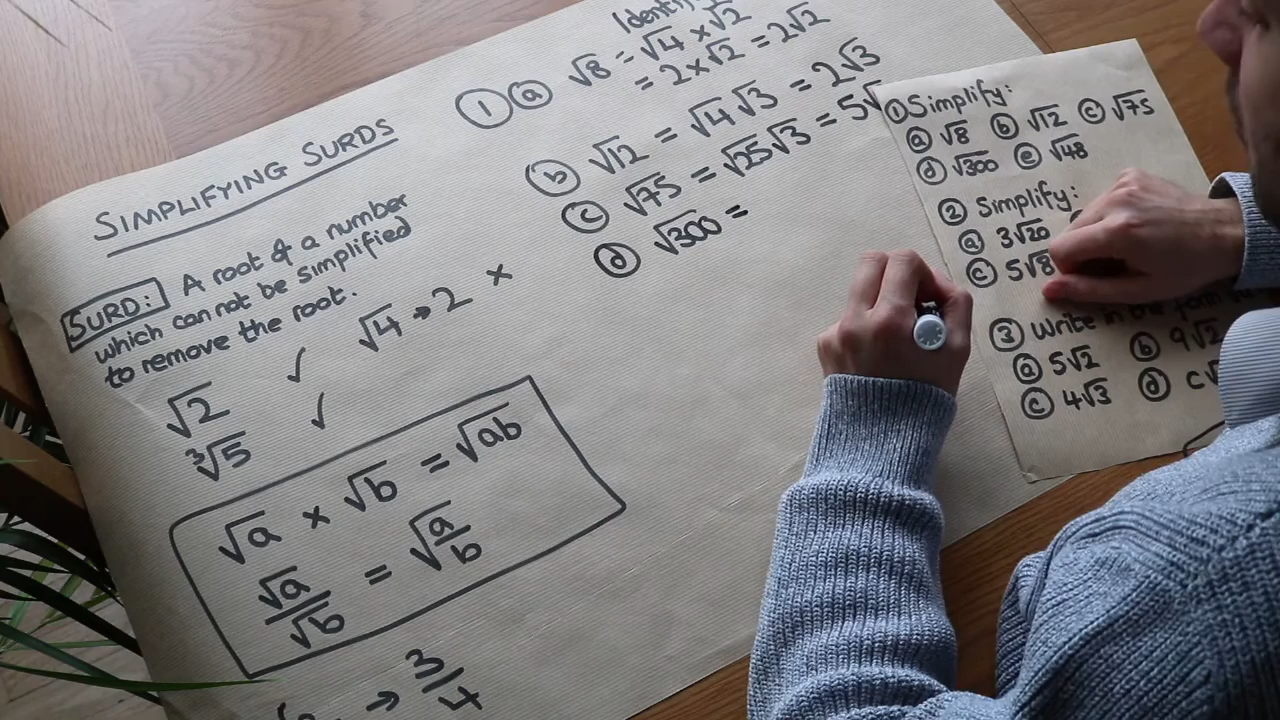 SIMPLIFYING SURDS
SURD: A root of a number
which cannot be simplified
to remove the root.
√2 ✓ √4 → 2 ×
∛5 ✓
√a × √b = √ab
√a/√b = √(a/b)
→ 3/4
① ⓐ √8 = √4 × √2
= 2×√2 = 2√2
ⓑ √12 = √4√3 = 2√3
ⓒ √75 = √25√3 = 5√
ⓓ √300 =
① Simplify:
ⓐ √8 ⓑ √12 ⓒ √75
ⓓ √300 ⓔ √48
② Simplify:
ⓐ 3√20
ⓒ 5√8
③ Write in the form
ⓐ 5√2 ⓑ 9√2
ⓒ 4√3 ⓓ c√